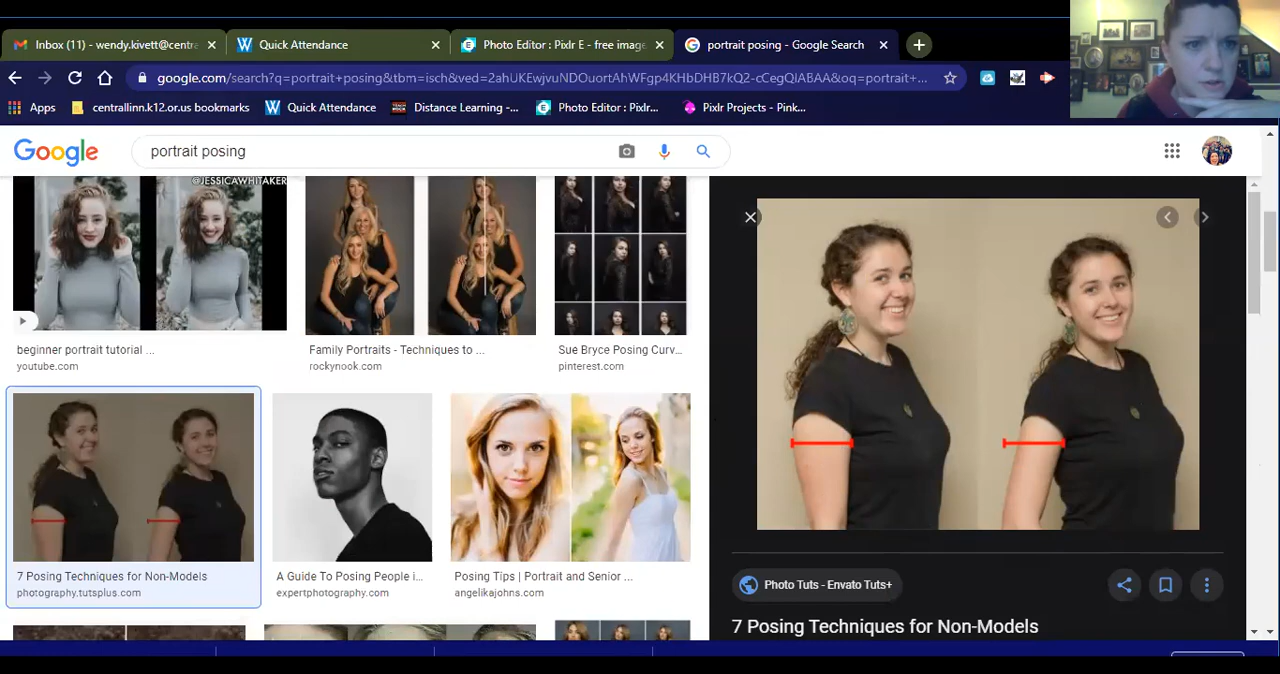 Inbox (11) - wendy.kivett@centra
Quick Attendance
Photo Editor : Pixlr E - free image
portrait posing - Google Search
google.com/search?q=portrait+posing&tbm=isch&ved=2ahUKEwjvuNDOuortAhWFgp4KHbDHB7kQ2-cCegQIABAA&oq=portrait+...
Apps
centrallinn.k12.or.us bookmarks
Quick Attendance
Distance Learning -...
Photo Editor : Pixlr...
Pixlr Projects - Pink...
Google
portrait posing
@JESSICAWHITAKER
beginner portrait tutorial ...
youtube.com
Family Portraits - Techniques to ...
rockynook.com
Sue Bryce Posing Curv...
pinterest.com
7 Posing Techniques for Non-Models
photography.tutsplus.com
A Guide To Posing People i...
expertphotography.com
Posing Tips | Portrait and Senior ...
angelikajohns.com
Photo Tuts - Envato Tuts+
7 Posing Techniques for Non-Models